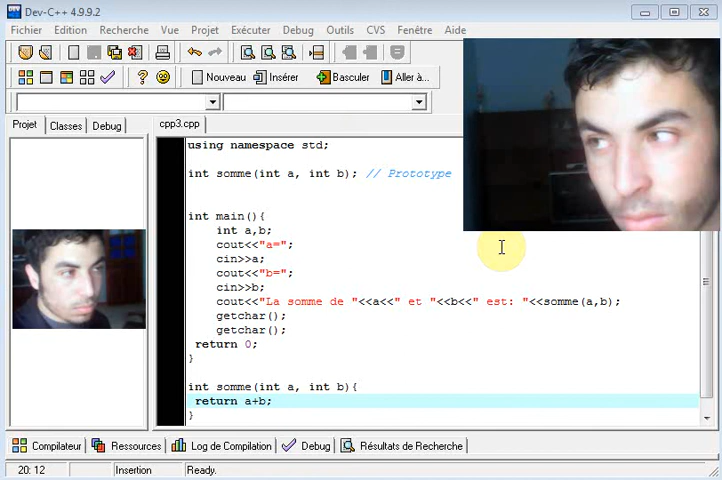 Dev-C++ 4.9.9.2
Fichier Edition Recherche Vue Projet Exécuter Debug Outils CVS Fenêtre Aide
Nouveau Insérer Basculer Aller à...
Projet Classes Debug
cpp3.cpp
using namespace std;
int somme(int a, int b); // Prototype
int main(){
int a,b;
cout<<"a=";
cin>>a;
cout<<"b=";
cin>>b;
cout<<"La somme de "<<a<<" et "<<b<<" est: "<<somme(a,b);
getchar();
getchar();
return 0;
}
int somme(int a, int b){
return a+b;
}
Compilateur Ressources Log de Compilation Debug Résultats de Recherche
20: 12 Insertion Ready.